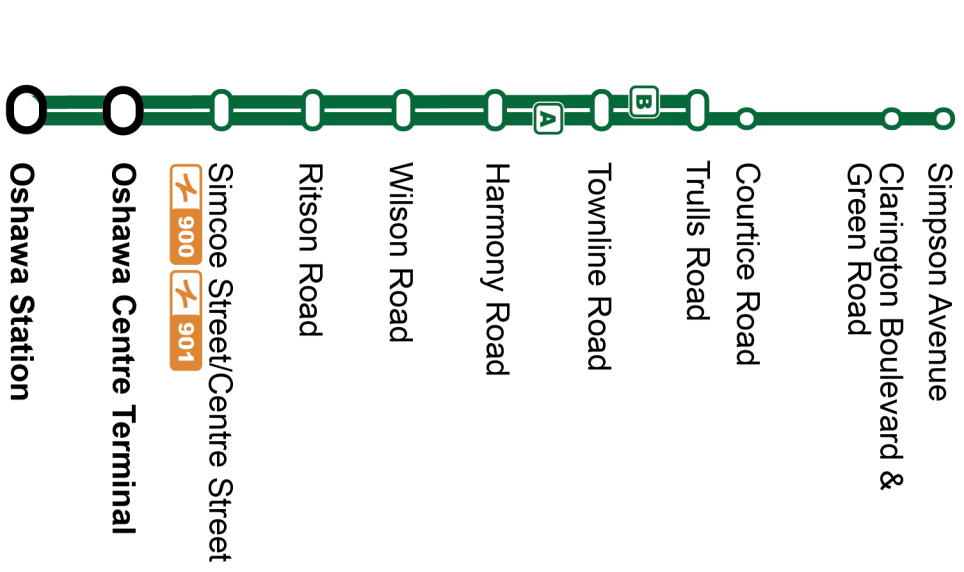 B
A
Oshawa Station
Oshawa Centre Terminal
Simcoe Street/Centre Street
900 901
Ritson Road
Wilson Road
Harmony Road
Townline Road
Trulls Road
Courtice Road
Clarington Boulevard &
Green Road
Simpson Avenue